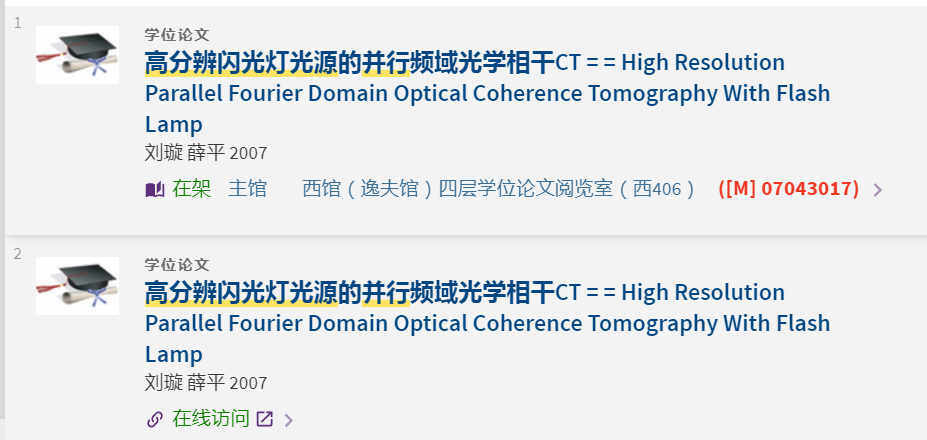 1
学位论文
高分辨闪光灯光源的并行频域光学相干CT = = High Resolution
Parallel Fourier Domain Optical Coherence Tomography With Flash
Lamp
刘璇 薛平 2007
在架 主馆 西馆（逸夫馆）四层学位论文阅览室（西406） ([M] 07043017)
2
学位论文
高分辨闪光灯光源的并行频域光学相干CT = = High Resolution
Parallel Fourier Domain Optical Coherence Tomography With Flash
Lamp
刘璇 薛平 2007
在线访问